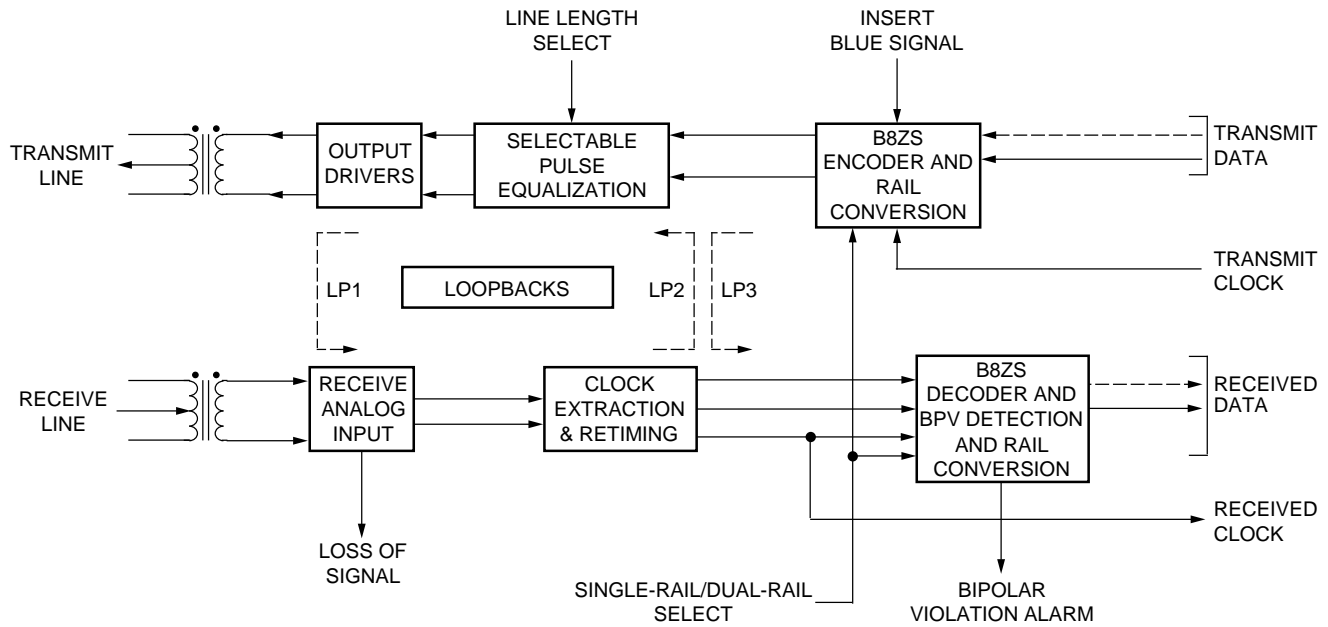 LINE LENGTH
SELECT
INSERT
BLUE SIGNAL
TRANSMIT
LINE
OUTPUT
DRIVERS
SELECTABLE
PULSE
EQUALIZATION
B8ZS
ENCODER AND
RAIL
CONVERSION
TRANSMIT
DATA
TRANSMIT
CLOCK
LP1
LOOPBACKS
LP2
LP3
RECEIVE
LINE
RECEIVE
ANALOG
INPUT
CLOCK
EXTRACTION
& RETIMING
B8ZS
DECODER AND
BPV DETECTION
AND RAIL
CONVERSION
RECEIVED
DATA
RECEIVED
CLOCK
LOSS OF
SIGNAL
SINGLE-RAIL/DUAL-RAIL
SELECT
BIPOLAR
VIOLATION ALARM